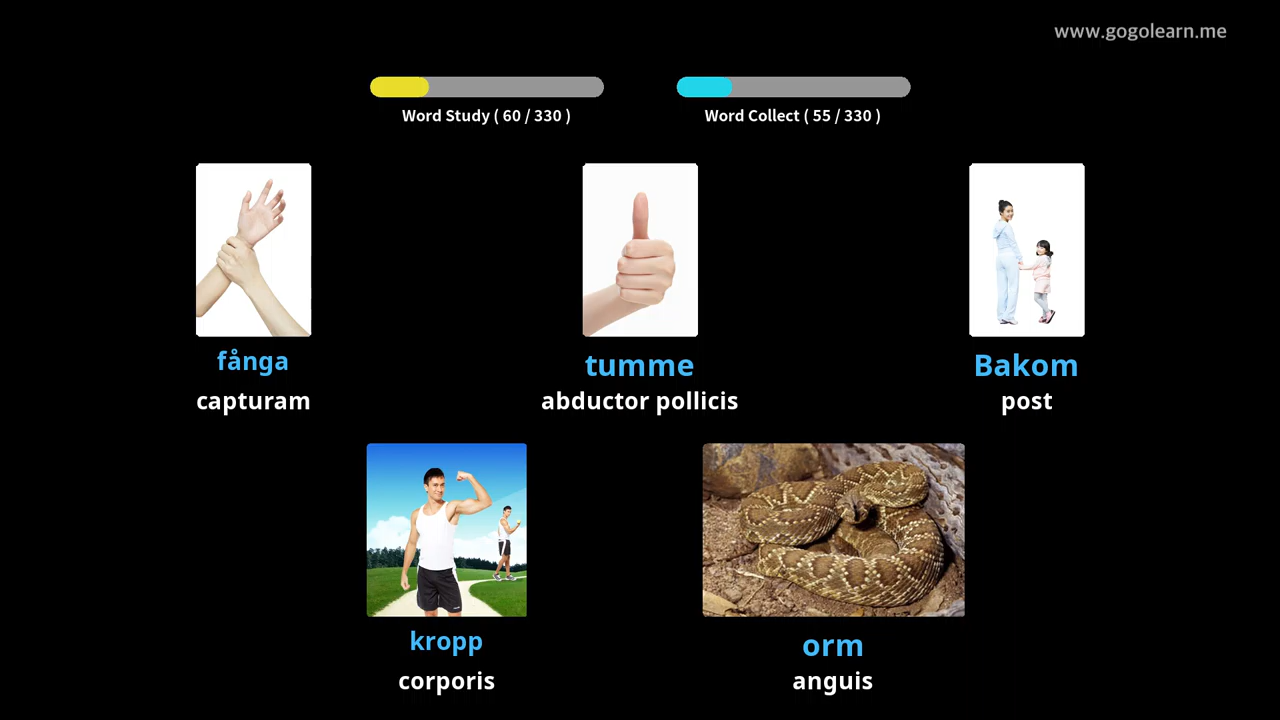 www.gogolearn.me
Word Study ( 60 / 330 )
Word Collect ( 55 / 330 )
fånga
capturam
tumme
abductor pollicis
Bakom
post
kropp
corporis
orm
anguis